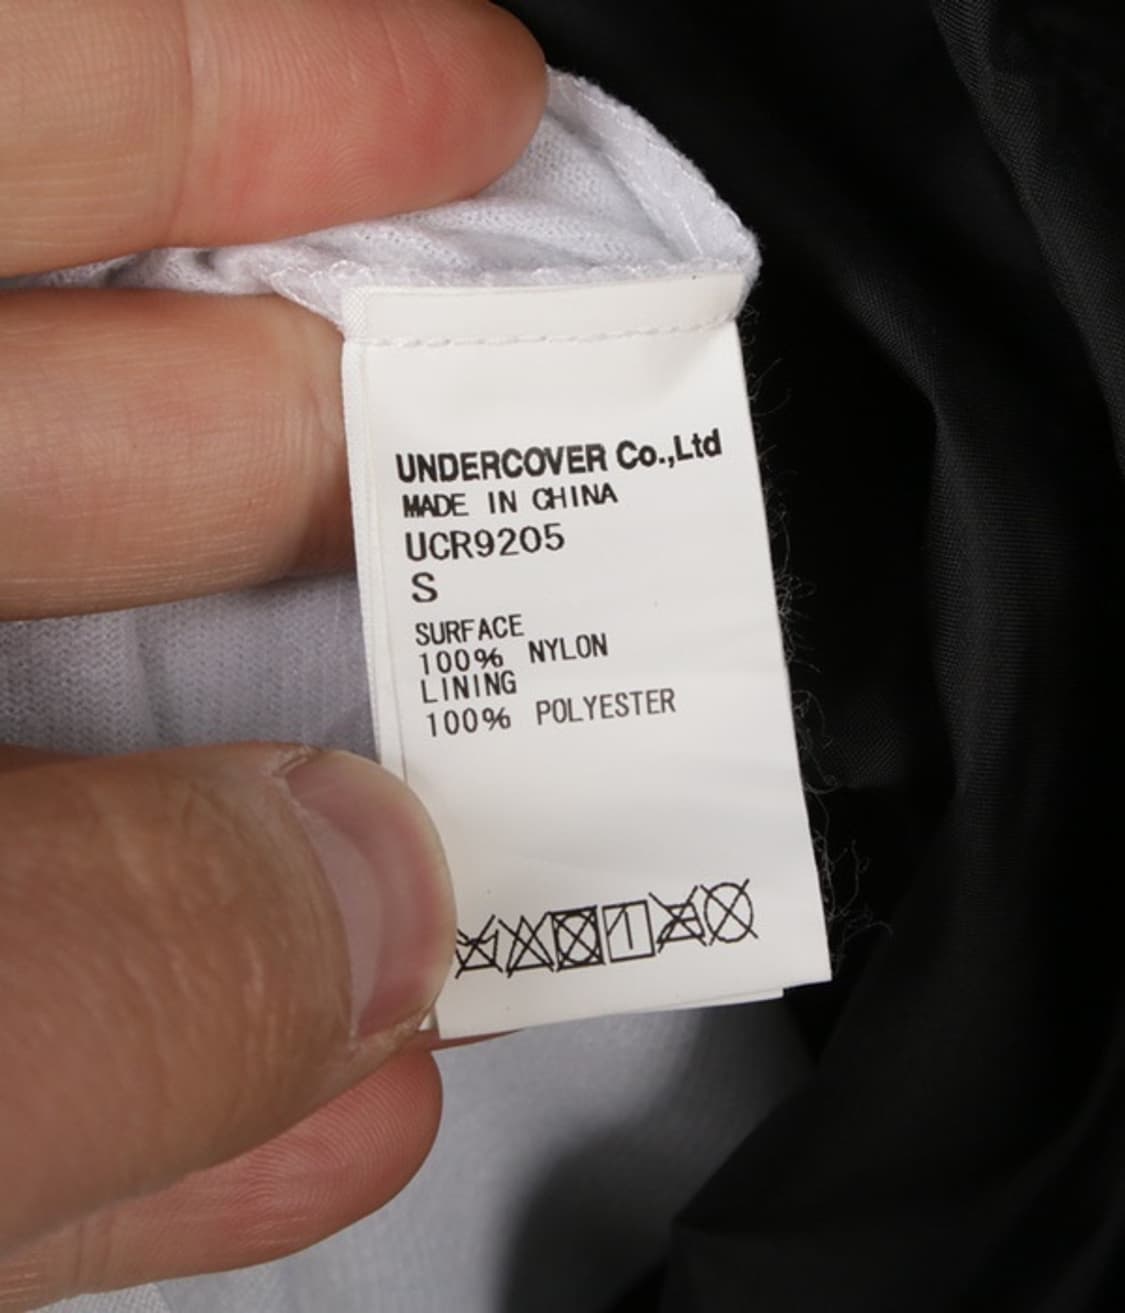 UNDERCOVER Co.,Ltd
MADE IN CHINA
UCR9205
S
SURFACE
100% NYLON
LINING
100% POLYESTER